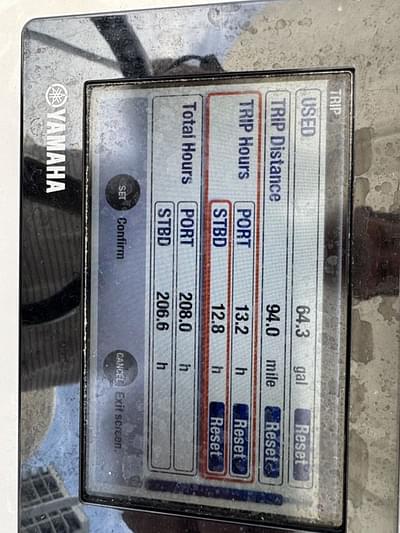 TRIP
USED 64.3 gal Reset
TRIP Distance 94.0 mile Reset
TRIP Hours PORT 13.2 h Reset
STBD 12.8 h Reset
Total Hours PORT 208.0 h
STBD 206.6 h
SET Confirm CANCEL Exit screen
YAMAHA